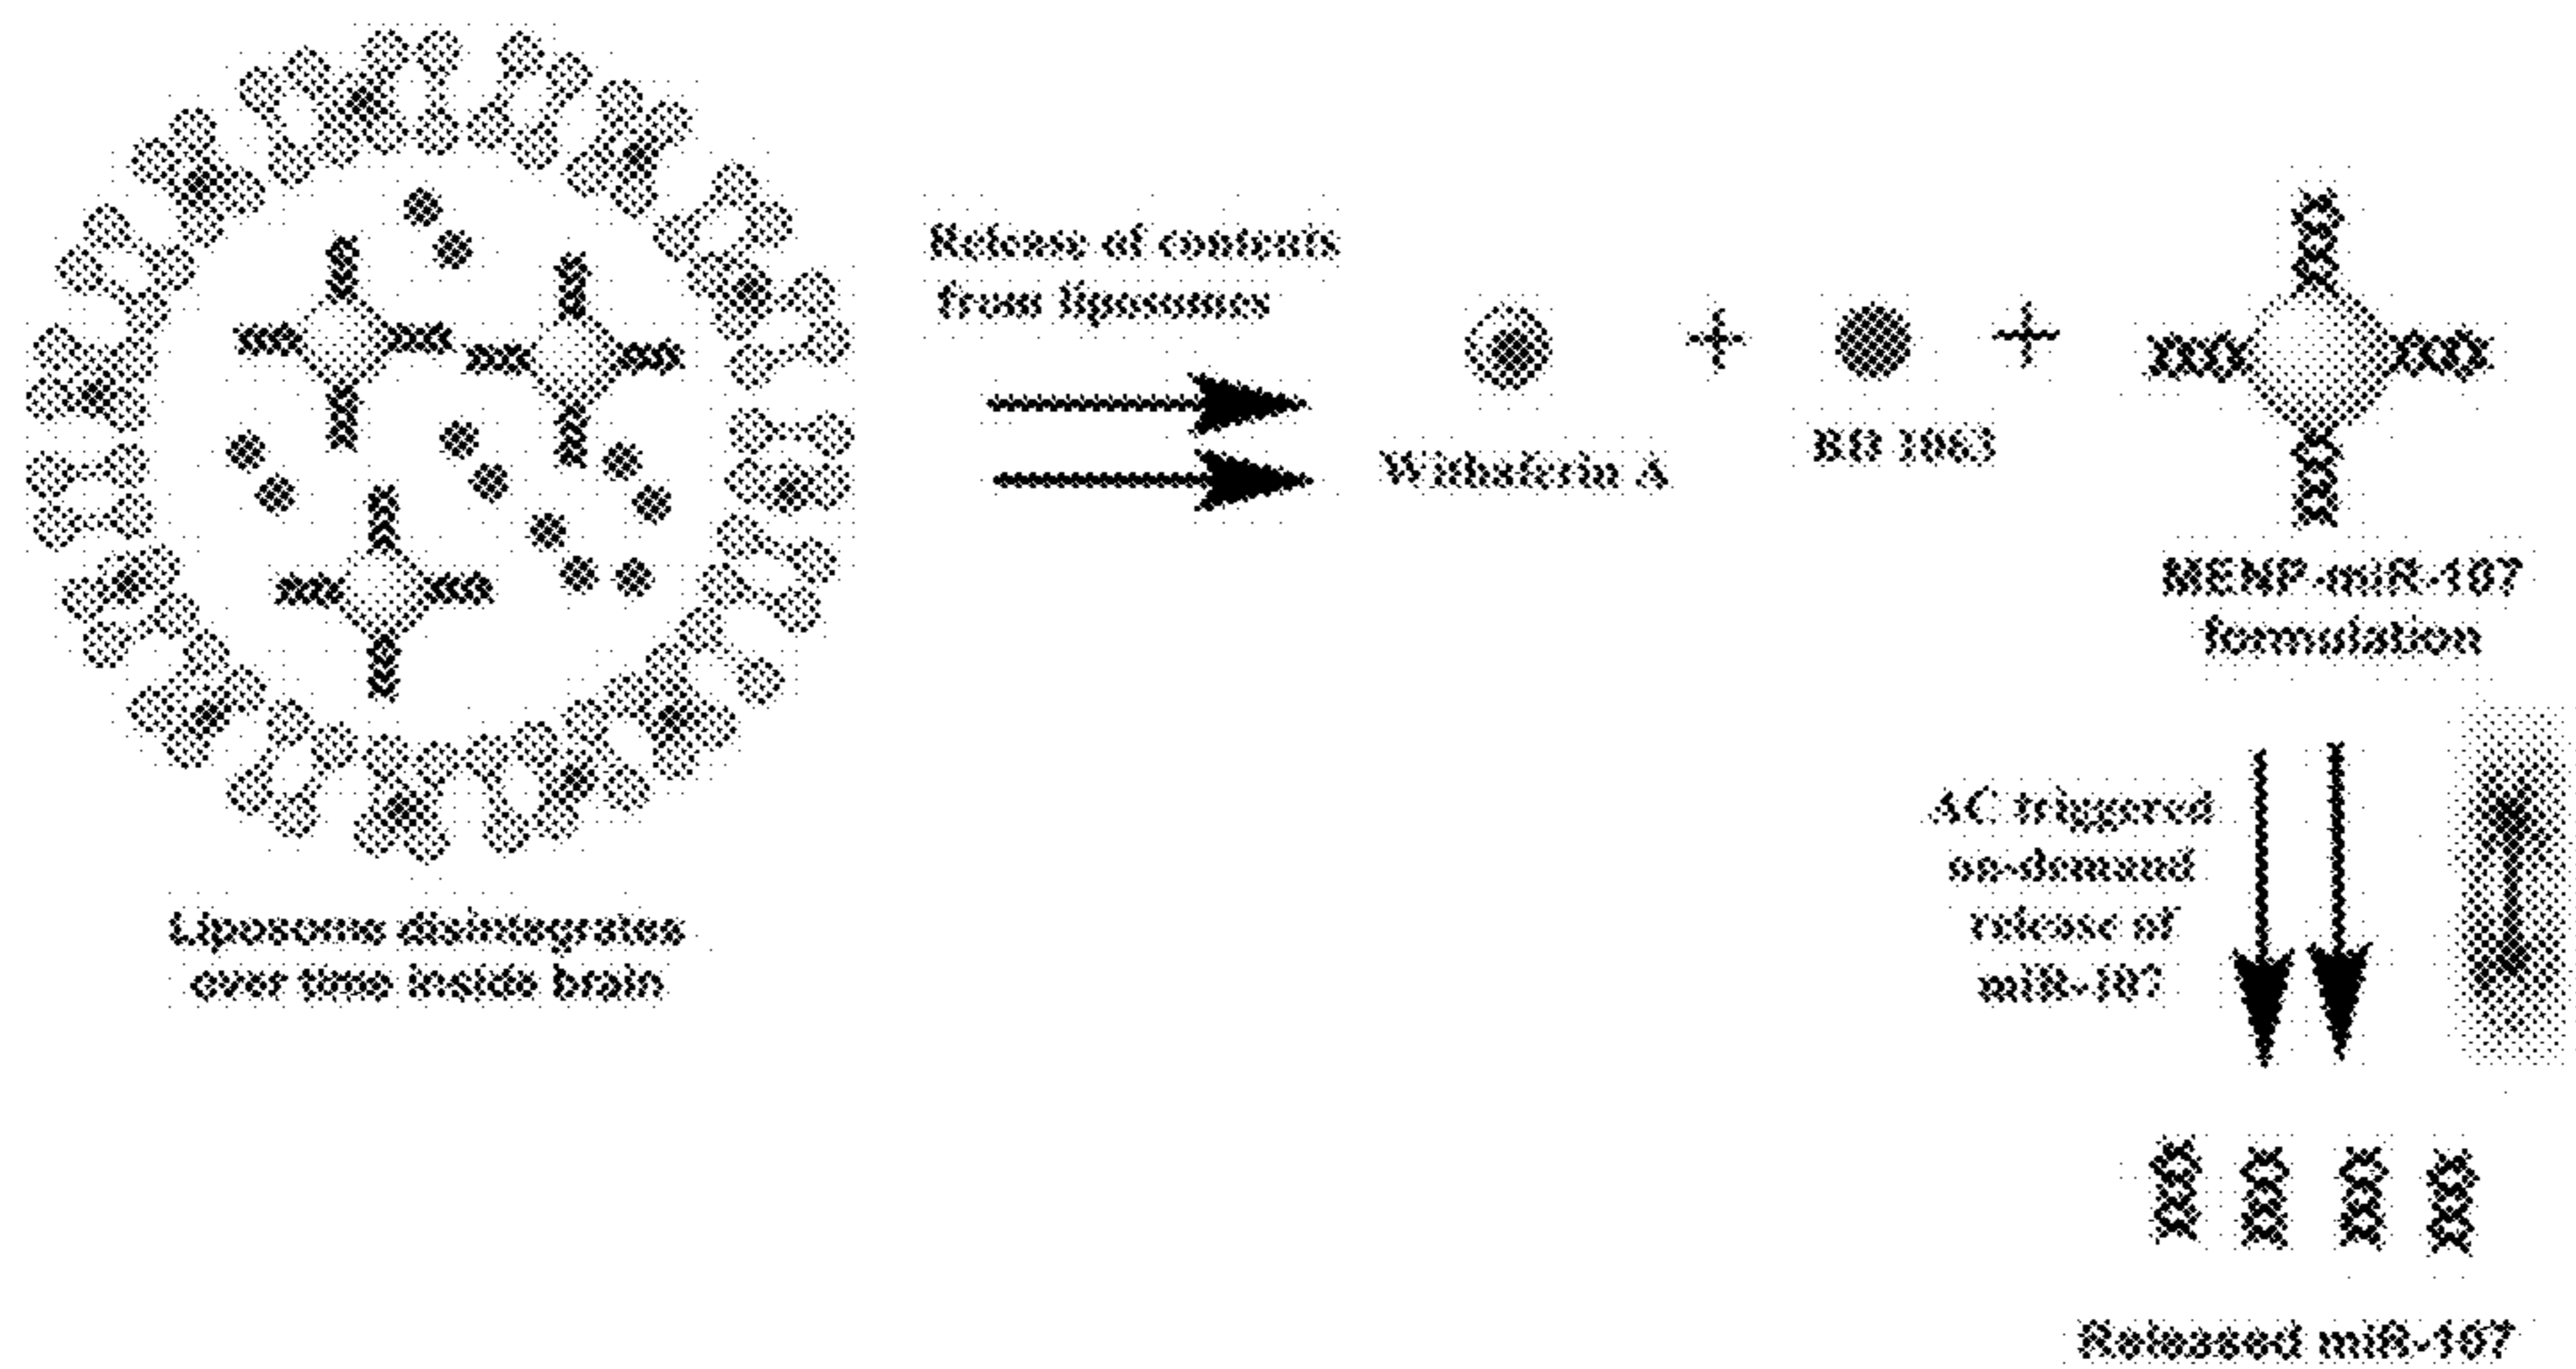 Release of contents
from liposomes
Withaferin A
+
BD 1063
+
MENP-miR-107
formulation
AC triggered
on-demand
release of
miR-107
Liposome disintegrates
over time inside brain
Released miR-107